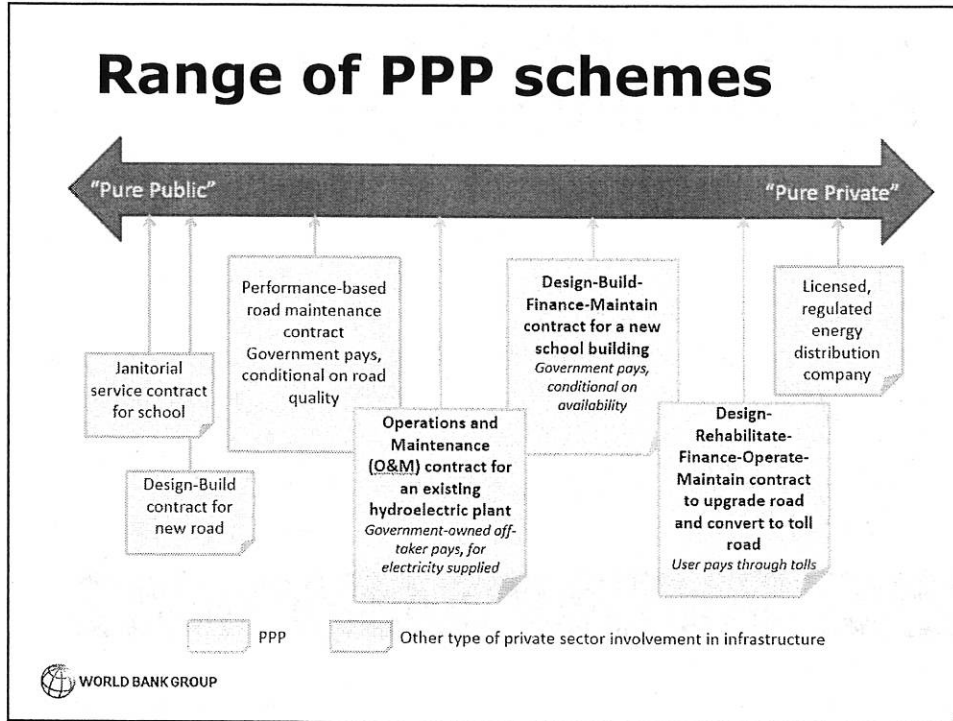 Range of PPP schemes
"Pure Public"
"Pure Private"
Janitorial
service contract
for school
Design-Build
contract for
new road
Performance-based
road maintenance
contract
Government pays,
conditional on road
quality
Operations and
Maintenance
(O&M) contract for
an existing
hydroelectric plant
Government-owned off-
taker pays, for
electricity supplied
Design-Build-
Finance-Maintain
contract for a new
school building
Government pays,
conditional on
availability
Design-
Rehabilitate-
Finance-Operate-
Maintain contract
to upgrade road
and convert to toll
road
User pays through tolls
Licensed,
regulated
energy
distribution
company
PPP
Other type of private sector involvement in infrastructure
WORLD BANK GROUP